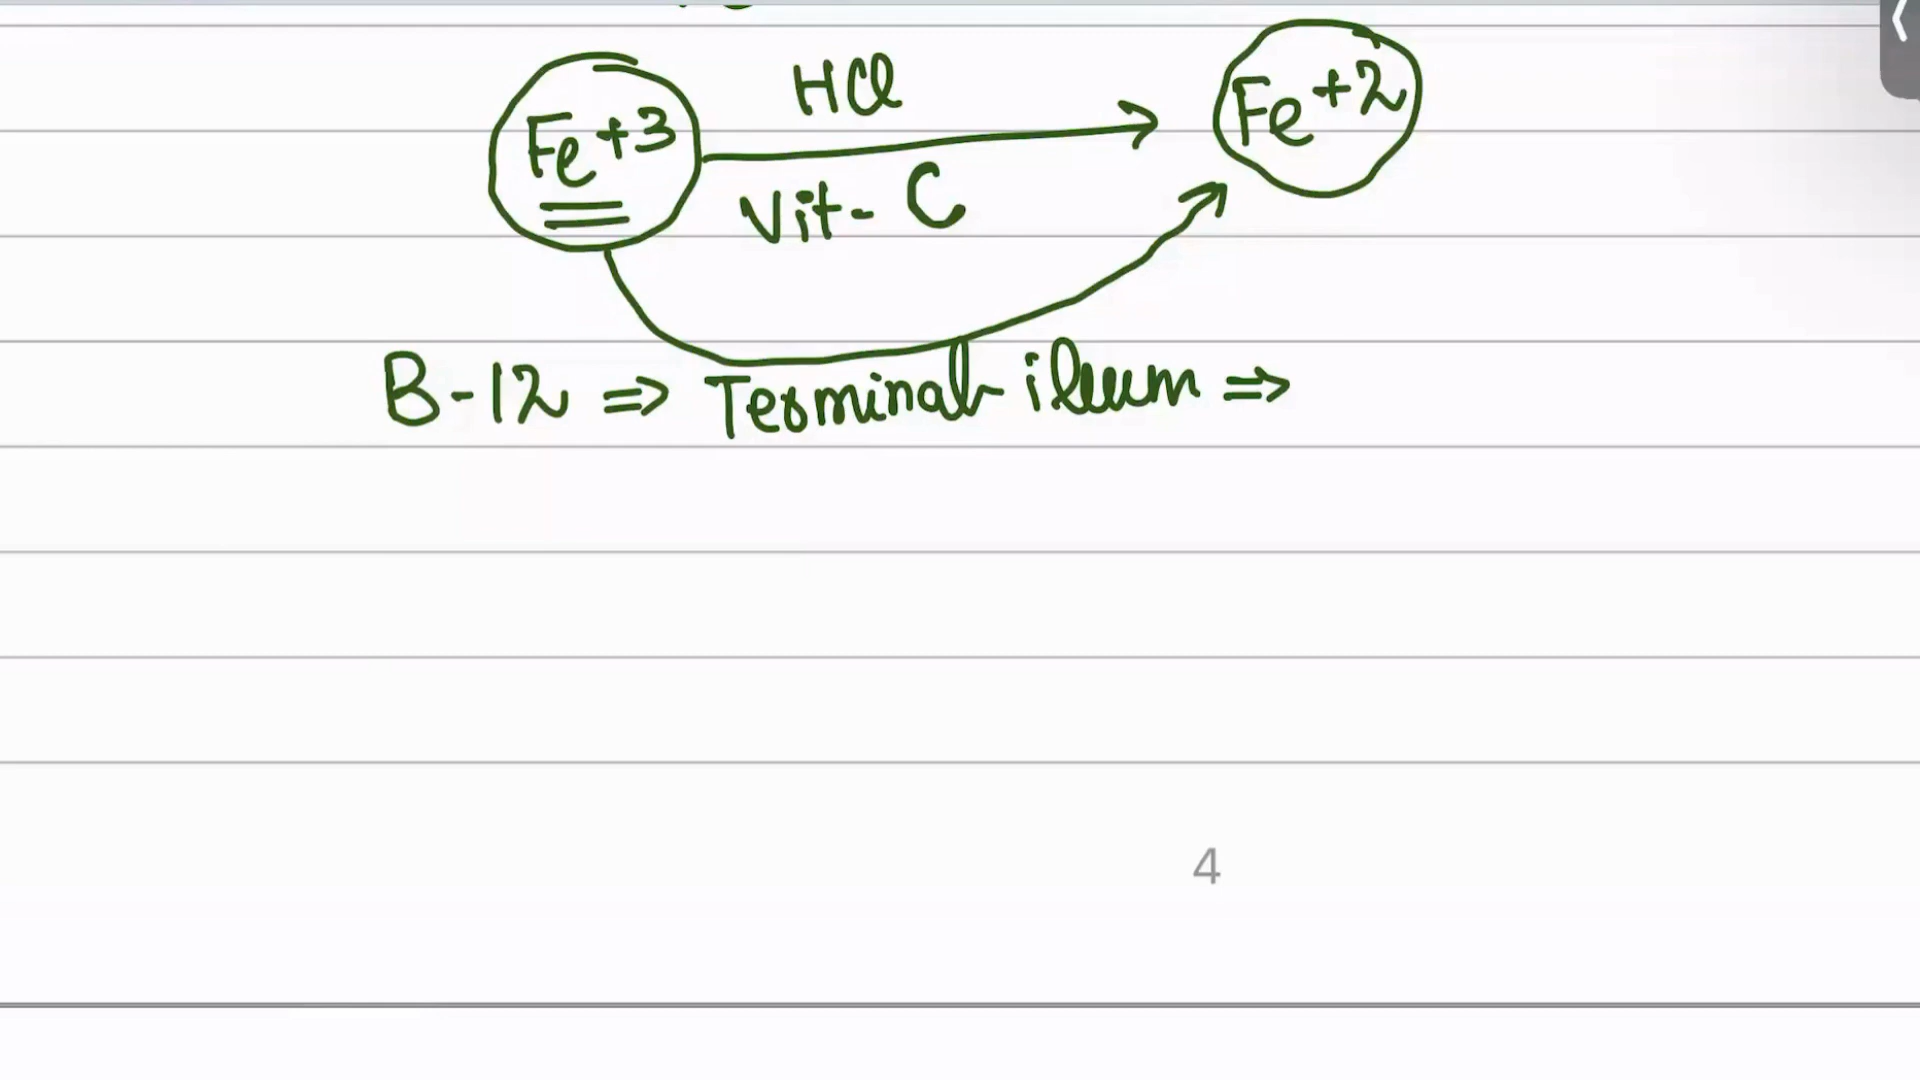 HCl
Fe+3 → Fe+2
Vit- C
B-12 ⇒ Terminal ileum ⇒
4